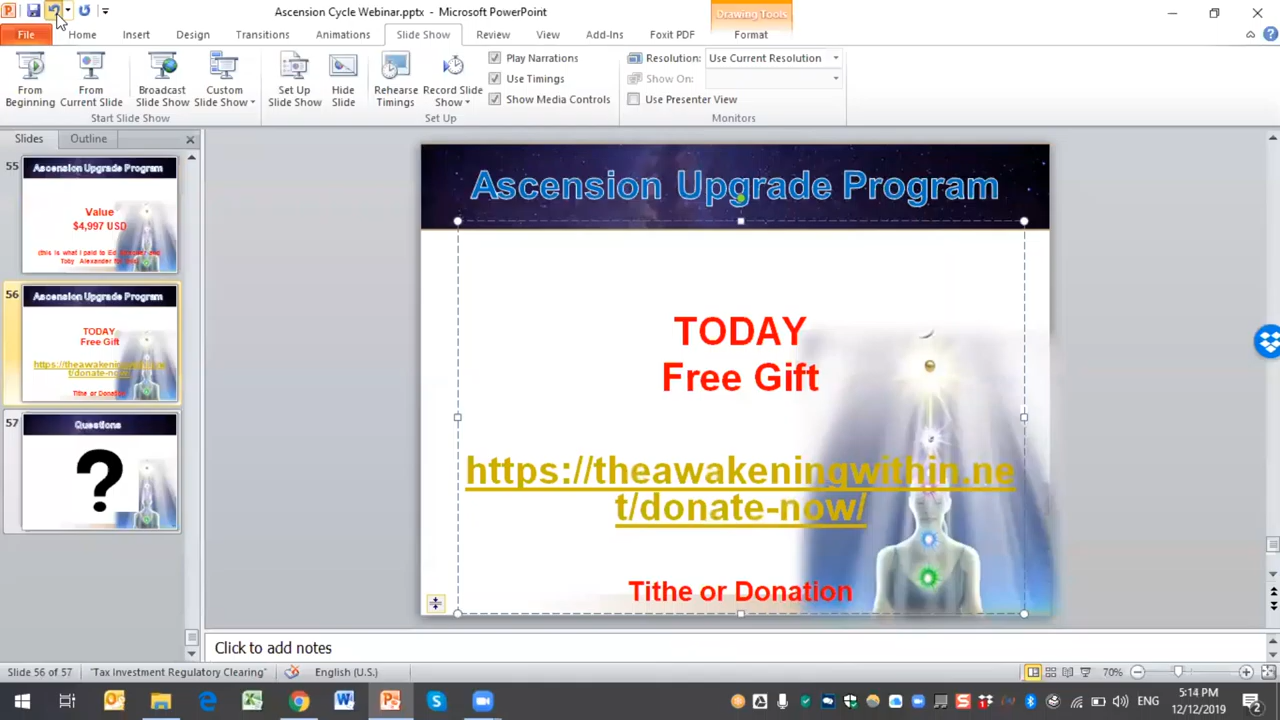 Ascension Cycle Webinar.pptx - Microsoft PowerPoint
Drawing Tools
File Home Insert Design Transitions Animations Slide Show Review View Add-Ins Foxit PDF Format
From Beginning
From Current Slide
Broadcast Slide Show
Custom Slide Show
Start Slide Show
Set Up Slide Show
Hide Slide
Rehearse Timings
Record Slide Show
Play Narrations
Use Timings
Show Media Controls
Set Up
Resolution: Use Current Resolution
Show On:
Use Presenter View
Monitors
Slides Outline
55
Ascension Upgrade Program
Value
$4,997 USD
56
Ascension Upgrade Program
TODAY
Free Gift
https://theawakeningwithin.ne
t/donate-now/
Tithe or Donation
57
Questions
?
Ascension Upgrade Program
TODAY
Free Gift
https://theawakeningwithin.ne
t/donate-now/
Tithe or Donation
Click to add notes
Slide 56 of 57 "Tax Investment Regulatory Clearing" English (U.S.) 70%
ENG
5:14 PM
12/12/2019
2